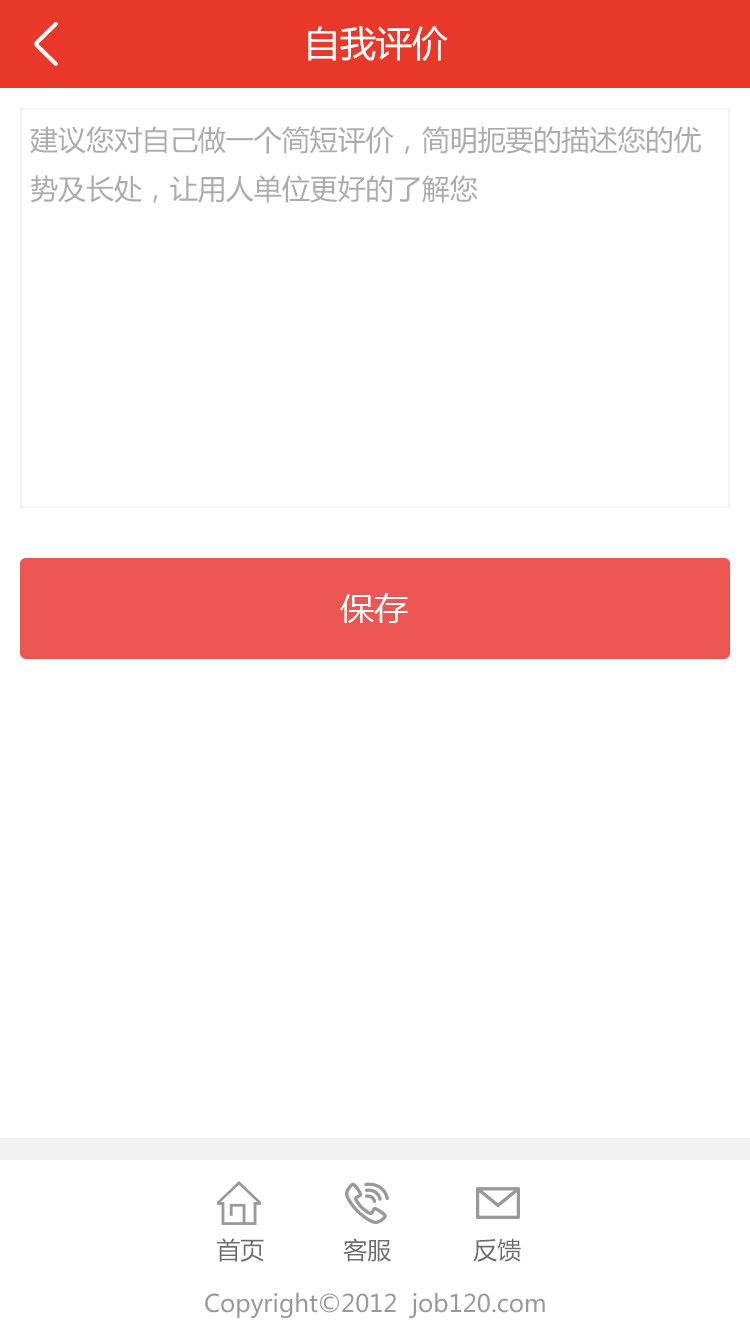 自我评价
建议您对自己做一个简短评价，简明扼要的描述您的优
势及长处，让用人单位更好的了解您
保存
首页 客服 反馈
Copyright©2012 job120.com